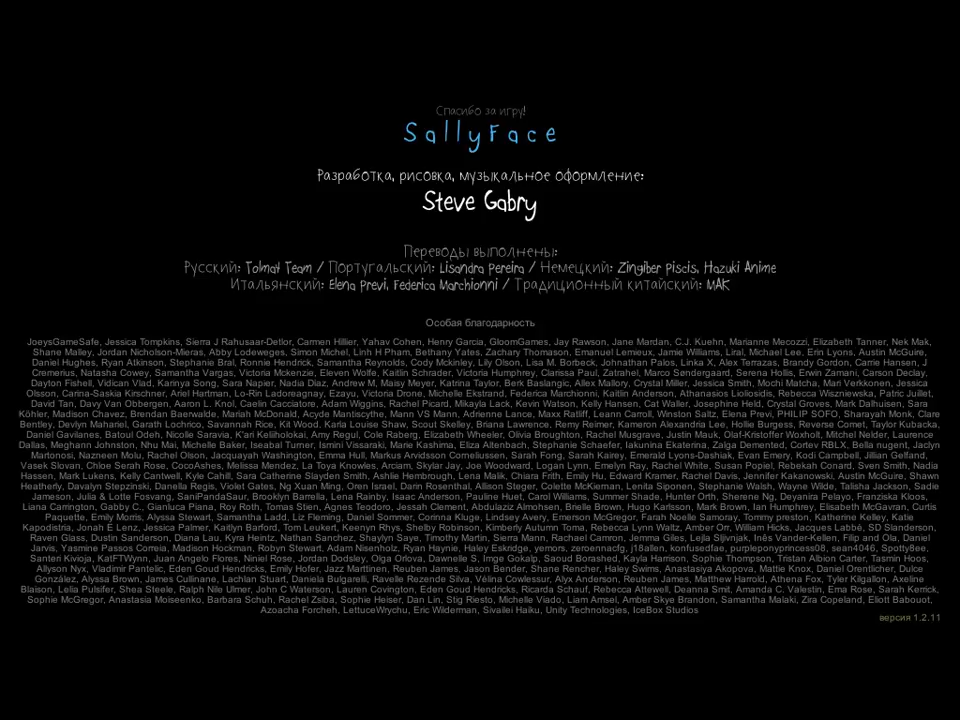 Спасибо за игру!
SallyFace
Разработка, рисовка, музыкальное оформление:
Steve Gabry
Переводы выполнены:
Русский: Tolmat Team / Португальский: Lisandra Pereira / Немецкий: Zingiber Piscis, Hazuki Anime
Итальянский: Elena Previ, Federica Marchionni / Традиционный китайский: MAK
Особая благодарность
JoeysGameSafe, Jessica Tompkins, Sierra J Rahusaar-Detlor, Carmen Hillier, Yahav Cohen, Henry Garcia, GloomGames, Jay Rawson, Jane Mardan, C.J. Kuehn, Marianne Mecozzi, Elizabeth Tanner, Nek Mak,
Shane Malley, Jordan Nicholson-Mieras, Abby Lodeweges, Simon Michel, Linh H Pham, Bethany Yates, Zachary Thomason, Emanuel Lemieux, Jamie Williams, Liral, Michael Lee, Erin Lyons, Austin McGuire,
Daniel Hughes, Ryan Atkinson, Stephanie Bral, Ronnie Hendrick, Samantha Reynolds, Cody Mckinley, Lily Olson, Lisa M. Borbeck, Johnathan Palos, Linka X, Alex Terrazas, Brandy Gordon, Carrie Hansen, J
Cremerius, Natasha Cowey, Samantha Vargas, Victoria Mckenzie, Eleven Wolfe, Kaitlin Schrader, Victoria Humphrey, Clarissa Paul, Zatrahel, Marco Søndergaard, Serena Hollis, Erwin Zamani, Carson Declay,
Dayton Fishell, Vidican Vlad, Karinya Song, Sara Napier, Nadia Diaz, Andrew M, Maisy Meyer, Katrina Taylor, Berk Baslangic, Allex Mallory, Crystal Miller, Jessica Smith, Mochi Matcha, Mari Verkkonen, Jessica
Olsson, Carina-Saskia Kirschner, Ariel Hartman, Lo-Rin Ladoreagnay, Ezayu, Victoria Drone, Michelle Ekstrand, Federica Marchionni, Kaitlin Anderson, Athanasios Lioliosidis, Rebecca Wiszniewska, Patric Juillet,
David Tan, Davy Van Obbergen, Aaron L. Knol, Caelin Cacciatore, Adam Wiggins, Rachel Picard, Mikayla Lack, Kevin Watson, Kelly Hansen, Cat Waller, Josephine Held, Crystal Groves, Mark Dalhuisen, Sara
Köhler, Madison Chavez, Brendan Baerwalde, Mariah McDonald, Acyde Mantiscythe, Mann VS Mann, Adrienne Lance, Maxx Ratliff, Leann Carroll, Winston Saltz, Elena Previ, PHILIP SOFO, Sharayah Monk, Clare
Bentley, Devlyn Mahariel, Garath Lochrico, Savannah Rice, Kit Wood, Karla Louise Shaw, Scout Skelley, Briana Lawrence, Remy Reimer, Kameron Alexandria Lee, Hollie Burgess, Reverse Comet, Taylor Kubacka,
Daniel Gavilanes, Batoul Odeh, Nicolle Saravia, K'ari Keliiholokai, Amy Regul, Cole Raberg, Elizabeth Wheeler, Olivia Broughton, Rachel Musgrave, Justin Mauk, Olaf-Kristoffer Woxholt, Mitchel Nelder, Laurence
Dallas, Meghann Johnston, Nhu Mai, Michelle Baker, Iseabal Turner, Ismini Vissaraki, Marie Kashima, Eliza Altenbach, Stephanie Schaefer, Iakunina Ekaterina, Zalga Demented, Cortev RBLX, Bella nugent, Jaclyn
Martonosi, Nazneen Molu, Rachel Olson, Jacquayah Washington, Emma Hull, Markus Arvidsson Corneliussen, Sarah Fong, Sarah Kairey, Emerald Lyons-Dashiak, Evan Emery, Kodi Campbell, Jillian Gelfand,
Vasek Slovan, Chloe Serah Rose, CocoAshes, Melissa Mendez, La Toya Knowles, Arciam, Skylar Jay, Joe Woodward, Logan Lynn, Emelyn Ray, Rachel White, Susan Popiel, Rebekah Conard, Sven Smith, Nadia
Hassen, Mark Lukens, Kelly Cantwell, Kyle Cahill, Sara Catherine Slayden Smith, Ashlie Hembrough, Lena Malik, Chiara Frith, Emily Hu, Edward Kramer, Rachel Davis, Jennifer Kakanowski, Austin McGuire, Shawn
Heatherly, Davalyn Stepzinski, Danella Regis, Violet Gates, Ng Xuan Ming, Oren Israel, Darin Rosenthal, Allison Steger, Colette McKiernan, Lenita Siponen, Stephanie Walsh, Wayne Wilde, Talisha Jackson, Sadie
Jameson, Julia & Lotte Fosvang, SaniPandaSaur, Brooklyn Barrella, Lena Rainby, Isaac Anderson, Pauline Huet, Carol Williams, Summer Shade, Hunter Orth, Sherene Ng, Deyanira Pelayo, Franziska Kloos,
Liana Carrington, Gabby C., Gianluca Piana, Roy Roth, Tomas Stien, Agnes Teodoro, Jessah Clement, Abdulaziz Almohsen, Brielle Brown, Hugo Karlsson, Mark Brown, Ian Humphrey, Elisabeth McGavran, Curtis
Paquette, Emily Morris, Alyssa Stewart, Samantha Ladd, Liz Fleming, Daniel Sommer, Corinna Kluge, Lindsey Avery, Emerson McGregor, Farah Noelle Samoray, Tommy preston, Katherine Kelley, Katie
Kapodistria, Jonah E Lenz, Jessica Palmer, Kaitlyn Barford, Tom Leukert, Keenyn Rhys, Shelby Robinson, Kimberly Autumn Toma, Rebecca Lynn Waltz, Amber Orr, William Hicks, Jacques Labbé, SD Slanderson,
Raven Glass, Dustin Sanderson, Diana Lau, Kyra Heintz, Nathan Sanchez, Shaylyn Saye, Timothy Martin, Sierra Mann, Rachael Camron, Jemma Giles, Lejla Sljivnjak, Inês Vander-Kellen, Filip and Ola, Daniel
Jarvis, Yasmine Passos Correia, Madison Hockman, Robyn Stewart, Adam Nisenholz, Ryan Haynie, Haley Eskridge, yemors, zeroennacfg, j18allen, konfusedfae, purpleponyprincess08, sean4046, Spotty8ee,
Santeri Kivioja, KatFTWynn, Juan Angelo Flores, Niniel Rose, Jordan Dodsley, Olga Orlova, Dawnelle S, Imge Gokalp, Saoud Borashed, Kayla Harrison, Sophie Thompson, Tristan Albion Carter, Tasmin Hoos,
Allyson Nyx, Vladimir Pantelic, Eden Goud Hendricks, Emily Hofer, Jazz Madden, Reuben James, Jason Bender, Shane Rencher, Haley Swims, Anastasya Akopova, Mattie Knox, Daniel Orentlicher, Dulce
González, Alyssa Brown, James Cullinane, Lachlan Stuart, Daniela Bulgarelli, Ravelle Rezende Silva, Vélina Cowlessur, Alyx Anderson, Reuben James, Matthew Harrold, Athena Fox, Tyler Kilgallon, Axeline
Blaison, Lelia Pulsifer, Shea Steele, Ralph Nile Ulmer, John C Waterson, Lauren Covington, Eden Goud Hendricks, Ricarda Schauf, Rebecca Attewell, Deanna Smit, Amanda C. Valestin, Ema Rose, Sarah Kerrick,
Sophie McGregor, Anastasia Moiseenko, Barbara Schuh, Rachel Zsiba, Sophie Heiser, Dan Lin, Stig Riesto, Michelle Viado, Liam Amsel, Amber Skye Brandon, Samantha Malaki, Zira Copeland, Eliott Babouot,
Azoacha Forcheh, LettuceWrychu, Eric Wilderman, Sivailei Haiku, Unity Technologies, IceBox Studios
версия 1.2.11